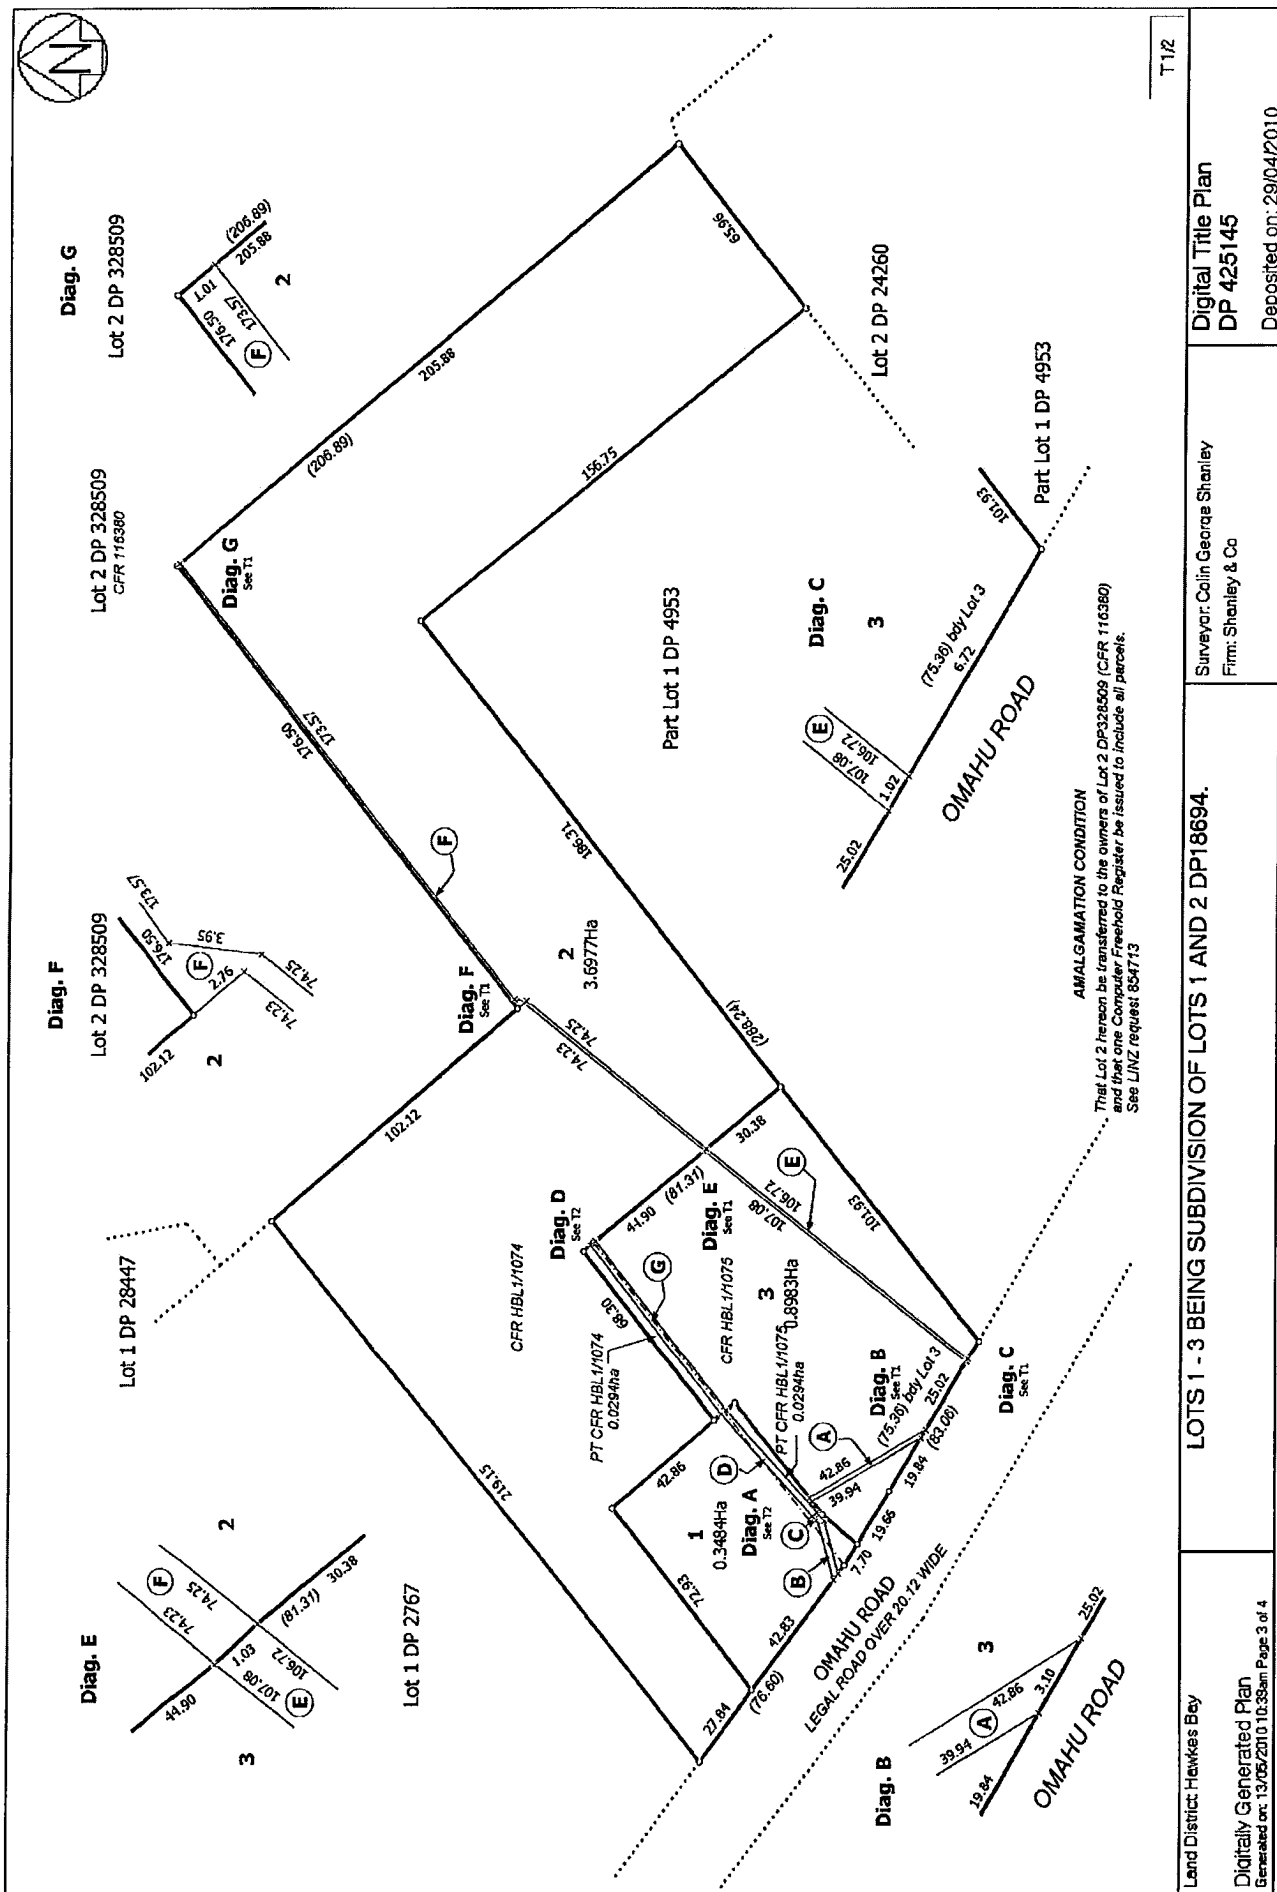 N
Diag. E
44.90
1.03
(81.31)
30.38
74.23
74.25
F
107.08
106.72
E
3
2
Lot 1 DP 2767
Lot 1 DP 28447
Diag. F
Lot 2 DP 328509
102.12
176.50
173.57
F
3.95
2.76
74.25
74.23
2
Lot 2 DP 328509
CFR 116380
Diag. G
Lot 2 DP 328509
1.01
(206.89)
205.88
176.50
173.57
F
2
Diag. G
See T1
(206.89)
205.88
65.96
156.75
176.50
173.57
F
Diag. F
See T1
102.12
2
3.6977Ha
186.31
(288.24)
74.25
74.23
219.15
CFR HBL1/1074
Diag. D
See T2
68.30
PT CFR HBL1/1074
0.0294ha
G
44.90
(81.31)
30.38
Diag. E
See T1
CFR HBL1/1075
3
0.8983Ha
PT CFR HBL1/1075
0.0294ha
106.72
107.08
E
101.93
42.86
72.93
1
0.3484Ha
Diag. A
See T2
D
C
B
A
42.86
39.94
Diag. B
See T1
(75.36) bdy Lot 3
25.02
(83.06)
19.84
19.66
7.70
42.83
(76.60)
27.84
Diag. C
See T1
OMAHU ROAD
LEGAL ROAD OVER 20.12 WIDE
Part Lot 1 DP 4953
Lot 2 DP 24260
Diag. B
39.94
42.86
A
3
19.84
3.10
25.02
OMAHU ROAD
Diag. C
3
E
107.08
106.72
25.02
1.02
(75.36) bdy Lot 3
6.72
101.93
OMAHU ROAD
Part Lot 1 DP 4953
AMALGAMATION CONDITION
That Lot 2 hereon be transferred to the owners of Lot 2 DP328509 (CFR 116380)
and that one Computer Freehold Register be issued to include all parcels.
See LINZ request 854713
T1/2
Land District: Hawkes Bay
Digitally Generated Plan
Generated on: 13/05/2010 10:38am Page 3 of 4
LOTS 1 - 3 BEING SUBDIVISION OF LOTS 1 AND 2 DP18694.
Surveyor: Colin George Shanley
Firm: Shanley & Co
Digital Title Plan
DP 425145
Deposited on: 29/04/2010